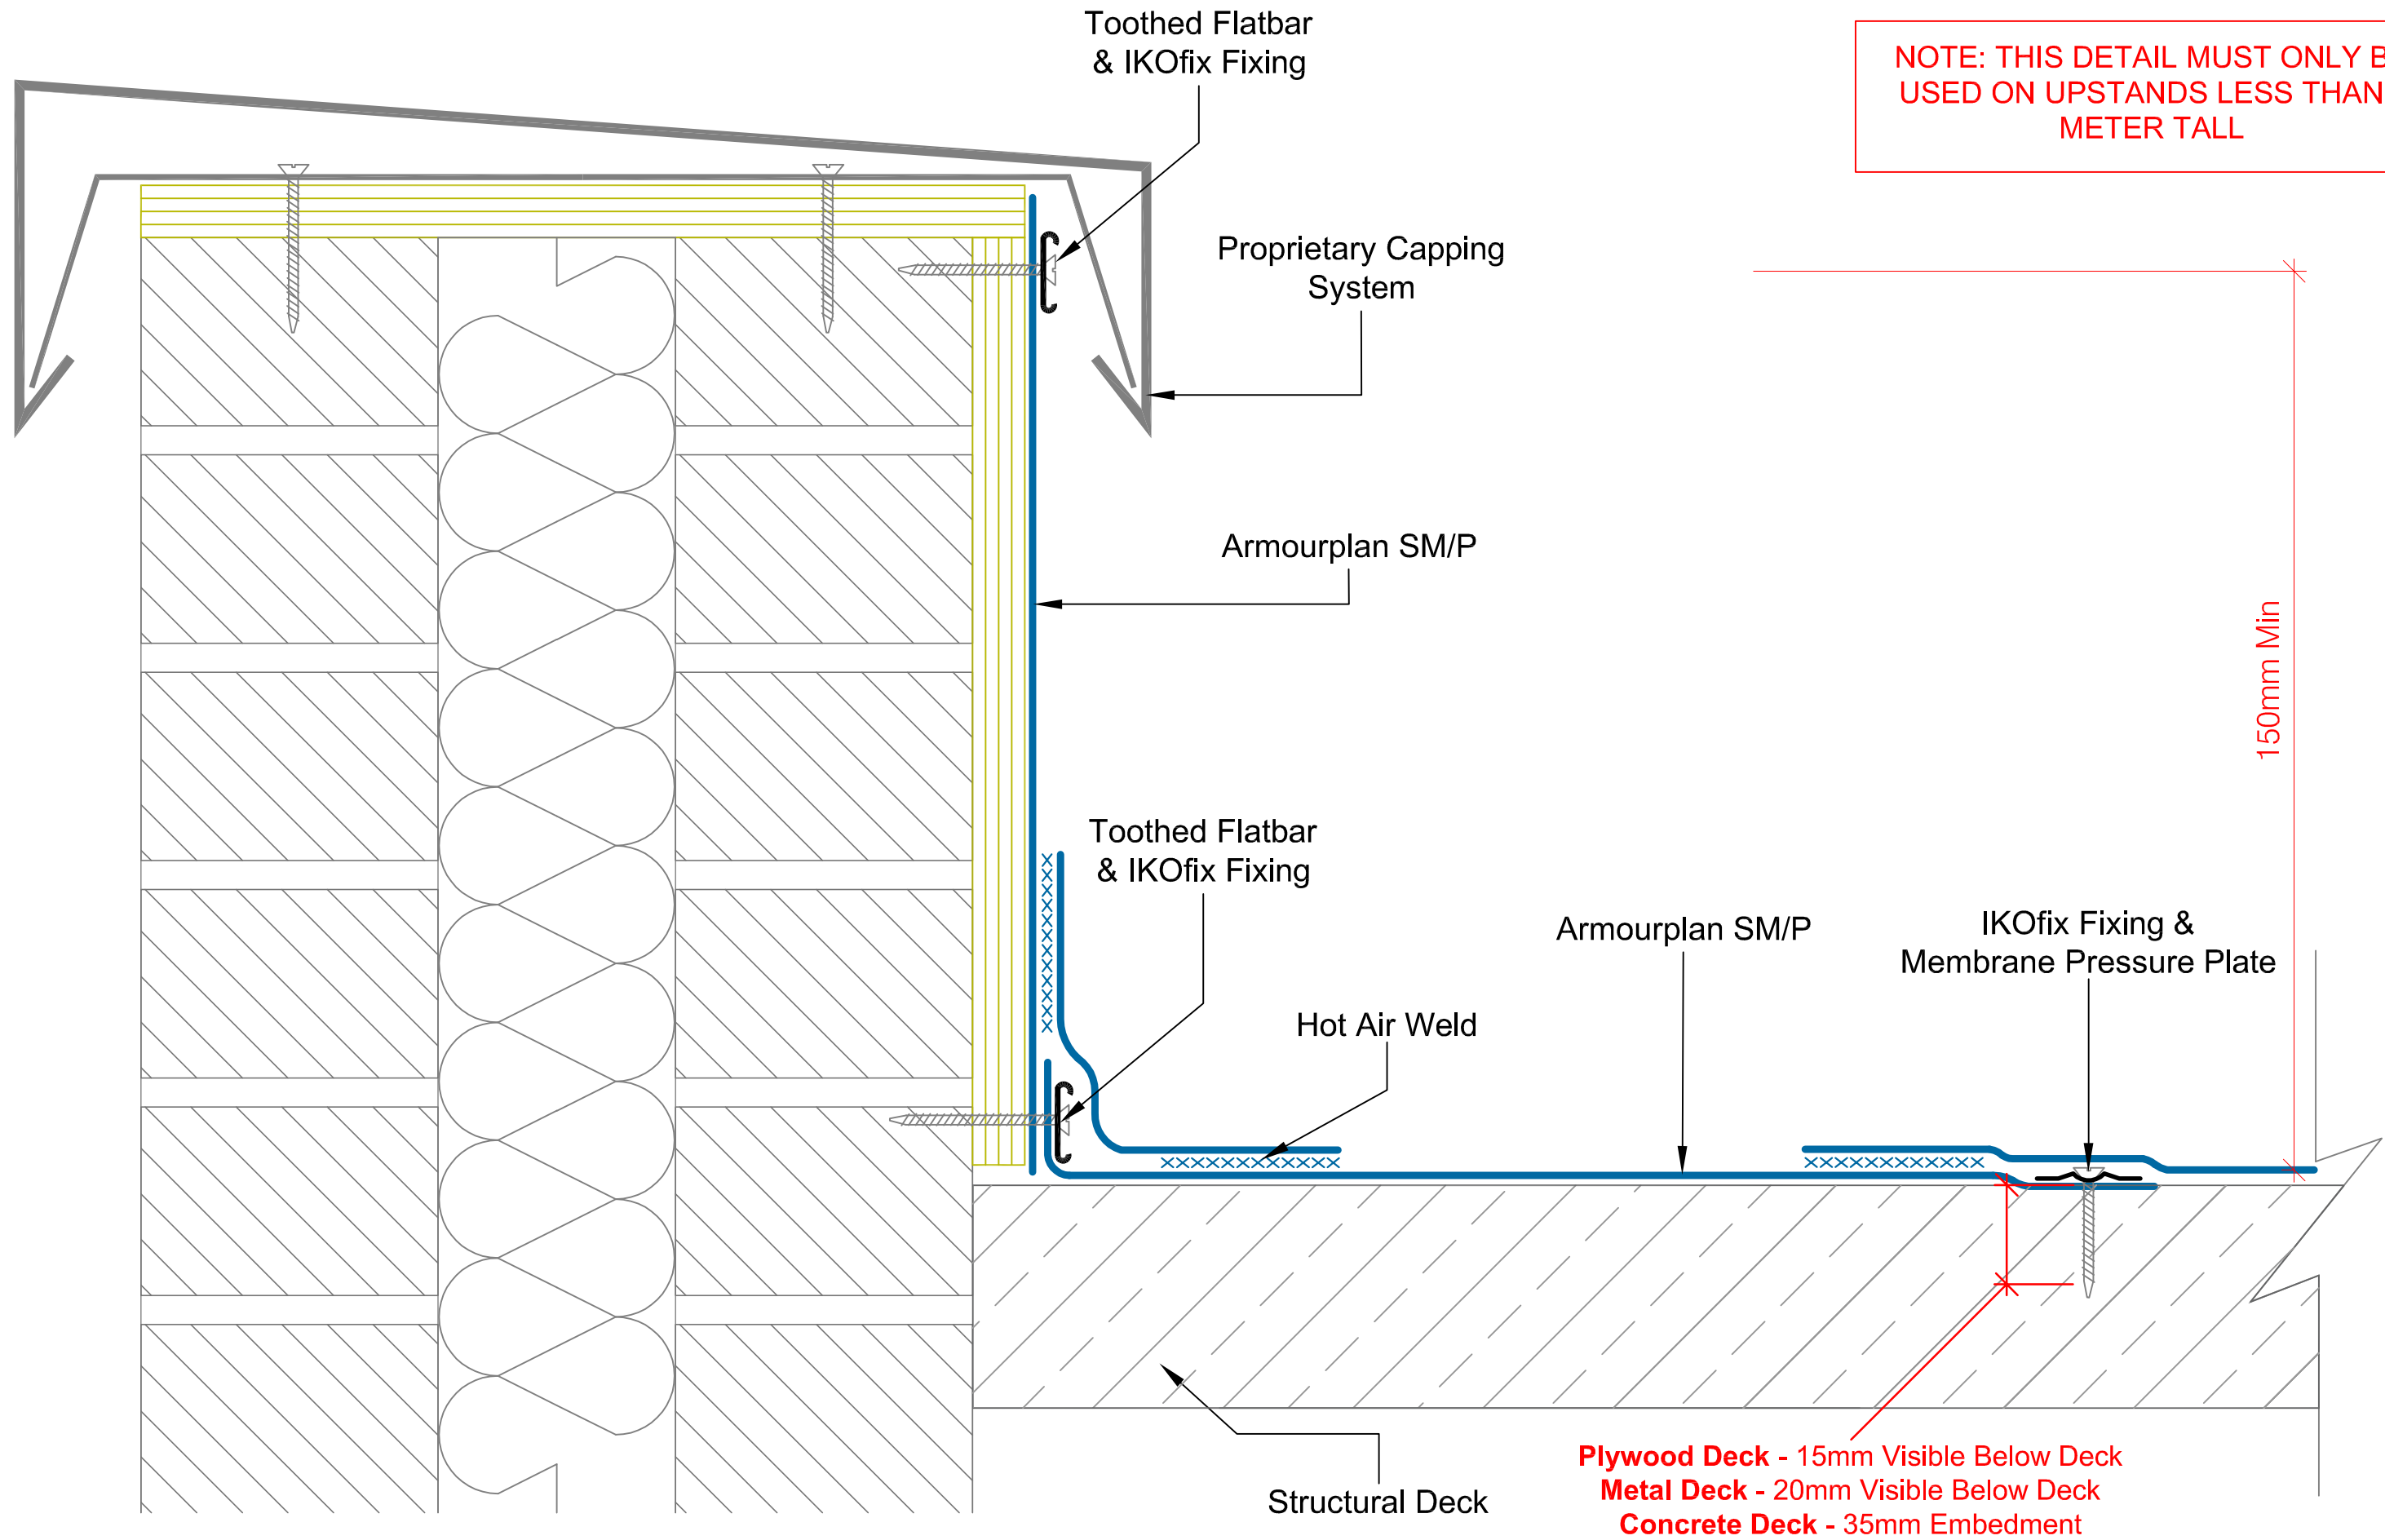 Toothed Flatbar
& IKOfix Fixing
NOTE: THIS DETAIL MUST ONLY
USED ON UPSTANDS LESS THAN
METER TALL
Proprietary Capping
System
Armourplan SM/P
150mm Min
Toothed Flatbar
& IKOfix Fixing
Armourplan SM/P
IKOfix Fixing &
Membrane Pressure Plate
Hot Air Weld
Structural Deck
Plywood Deck - 15mm Visible Below Deck
Metal Deck - 20mm Visible Below Deck
Concrete Deck - 35mm Embedment